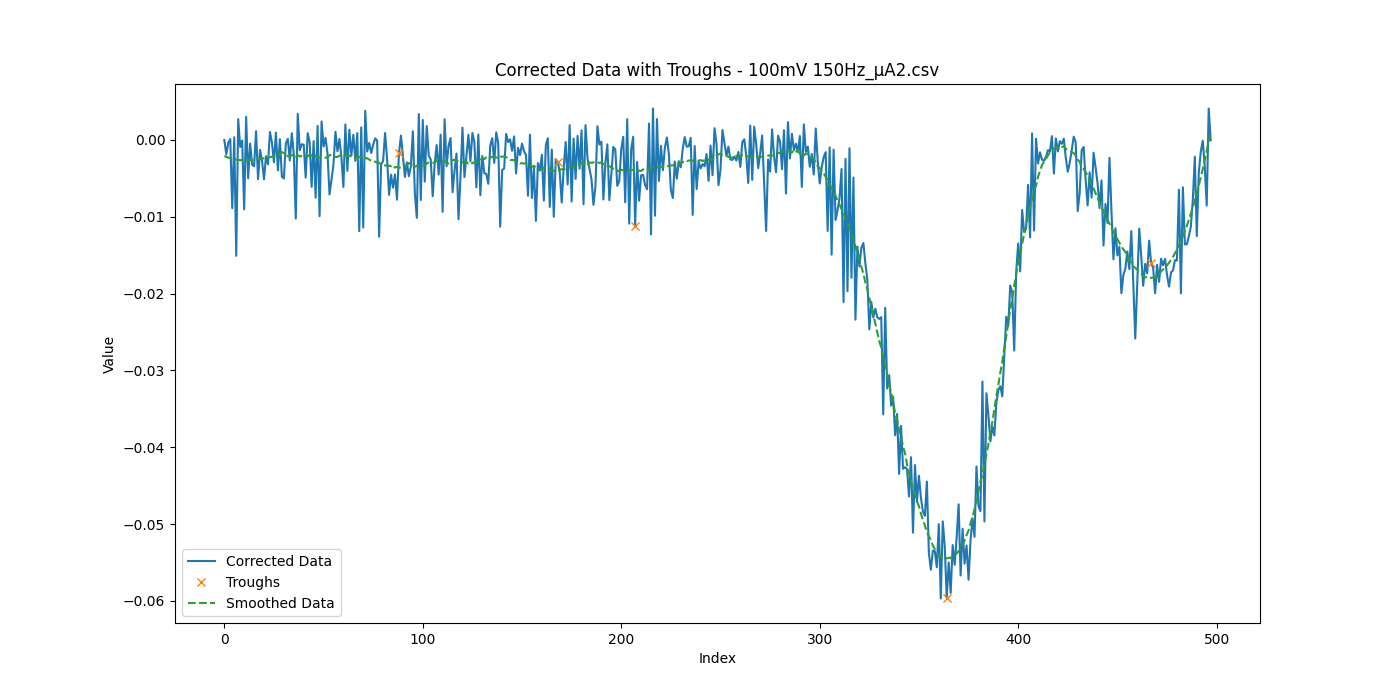 Corrected Data with Troughs - 100mV 150Hz_µA2.csv
0.00
−0.01
−0.02
−0.03
−0.04
−0.05
−0.06
Value
Corrected Data
Troughs
Smoothed Data
0 100 200 300 400 500
Index